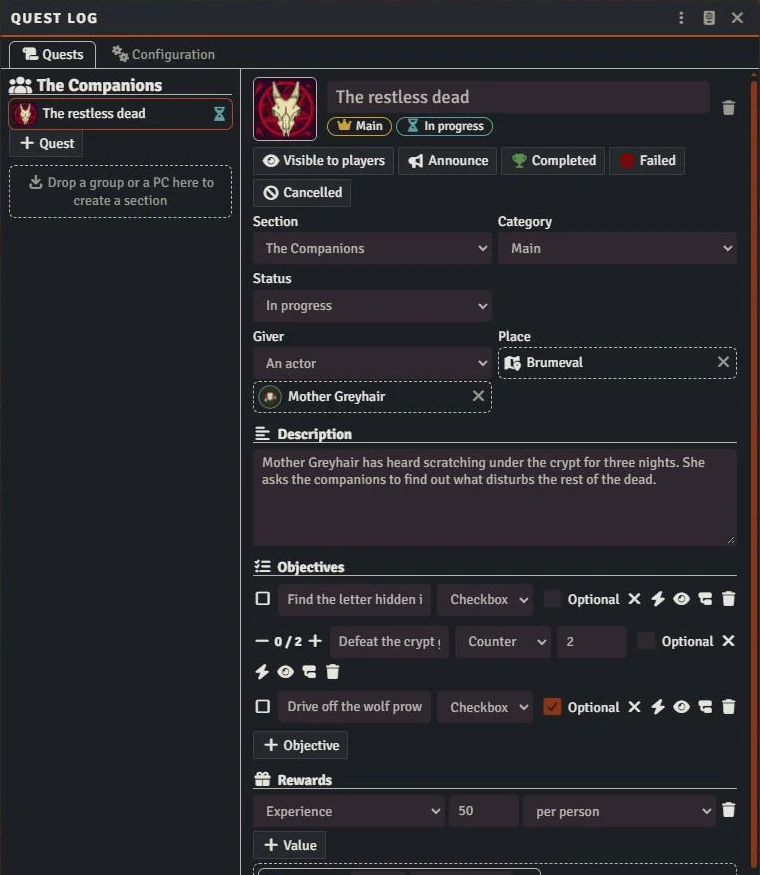 QUEST LOG
Quests
Configuration
The Companions
The restless dead
+ Quest
Drop a group or a PC here to
create a section
The restless dead
Main
In progress
Visible to players
Announce
Completed
Failed
Cancelled
Section
Category
The Companions
Main
Status
In progress
Giver
Place
An actor
Brumeval
Mother Greyhair
Description
Mother Greyhair has heard scratching under the crypt for three nights. She
asks the companions to find out what disturbs the rest of the dead.
Objectives
Find the letter hidden i
Checkbox
Optional
0 / 2
Defeat the crypt
Counter
2
Optional
Drive off the wolf prow
Checkbox
Optional
+ Objective
Rewards
Experience
50
per person
+ Value